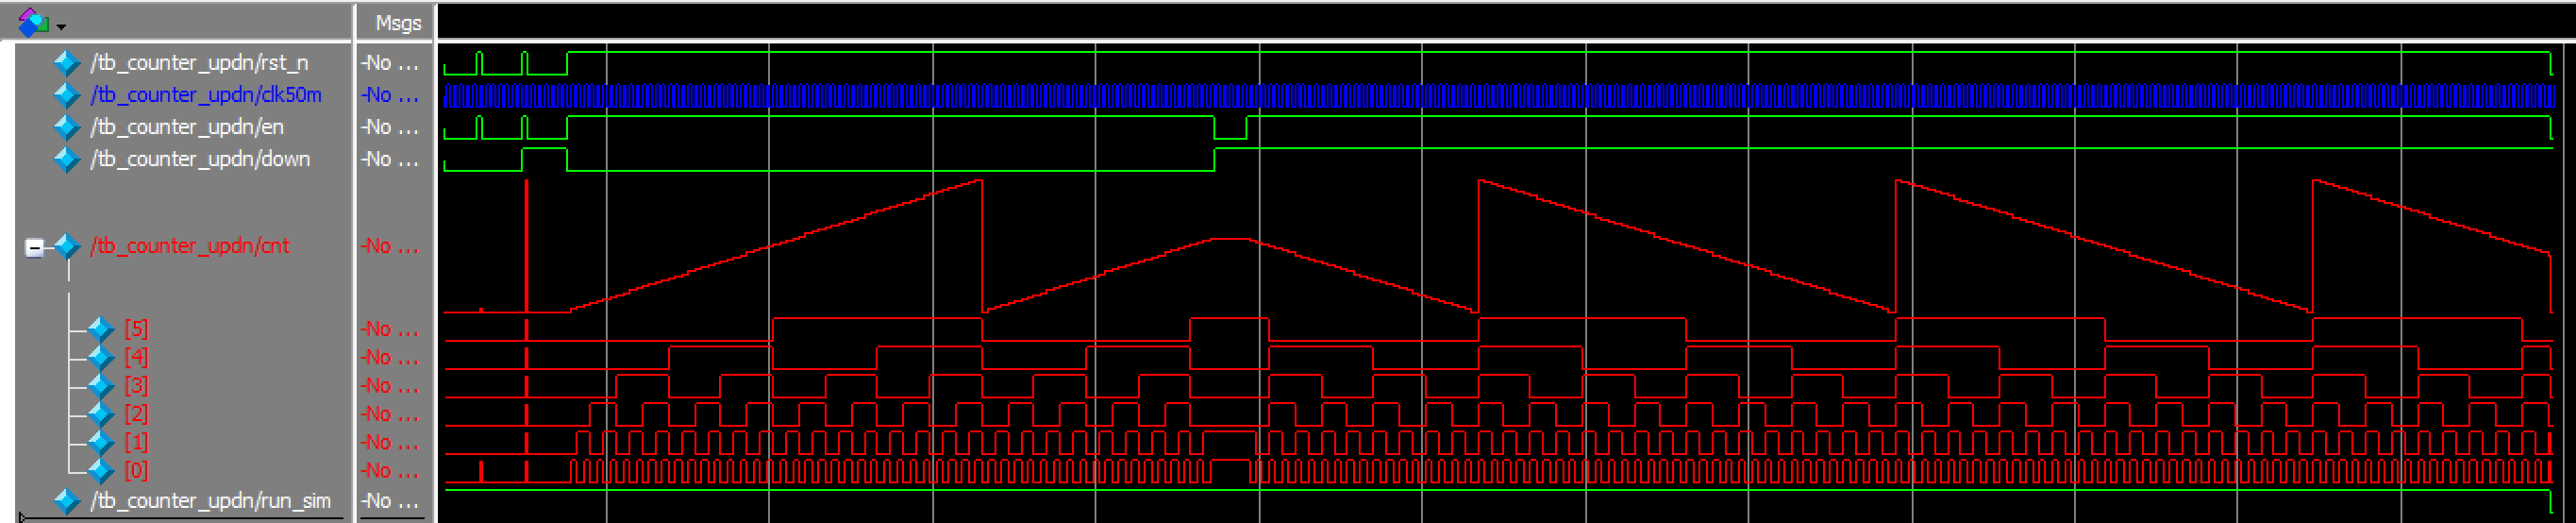 Msgs
/tb_counter_updn/rst_n -No ...
/tb_counter_updn/clk50m -No ...
/tb_counter_updn/en -No ...
/tb_counter_updn/down -No ...
/tb_counter_updn/cnt -No ...
[5] -No ...
[4] -No ...
[3] -No ...
[2] -No ...
[1] -No ...
[0] -No ...
/tb_counter_updn/run_sim -No ...